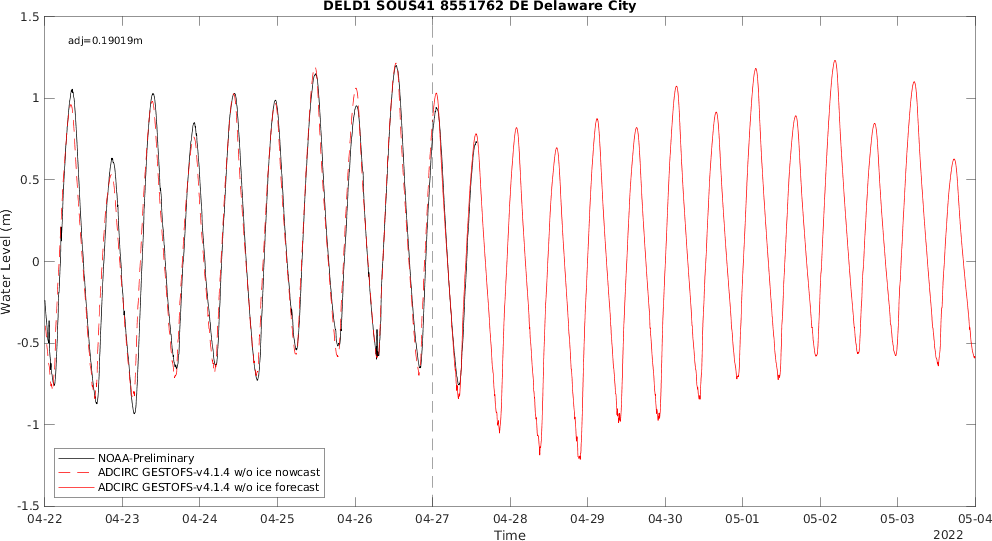 DELD1 SOUS41 8551762 DE Delaware City
adj=0.19019m
1.5
1
0.5
0
-0.5
-1
-1.5
Water Level (m)
NOAA-Preliminary
ADCIRC GESTOFS-v4.1.4 w/o ice nowcast
ADCIRC GESTOFS-v4.1.4 w/o ice forecast
04-22 04-23 04-24 04-25 04-26 04-27 04-28 04-29 04-30 05-01 05-02 05-03 05-04
Time
2022